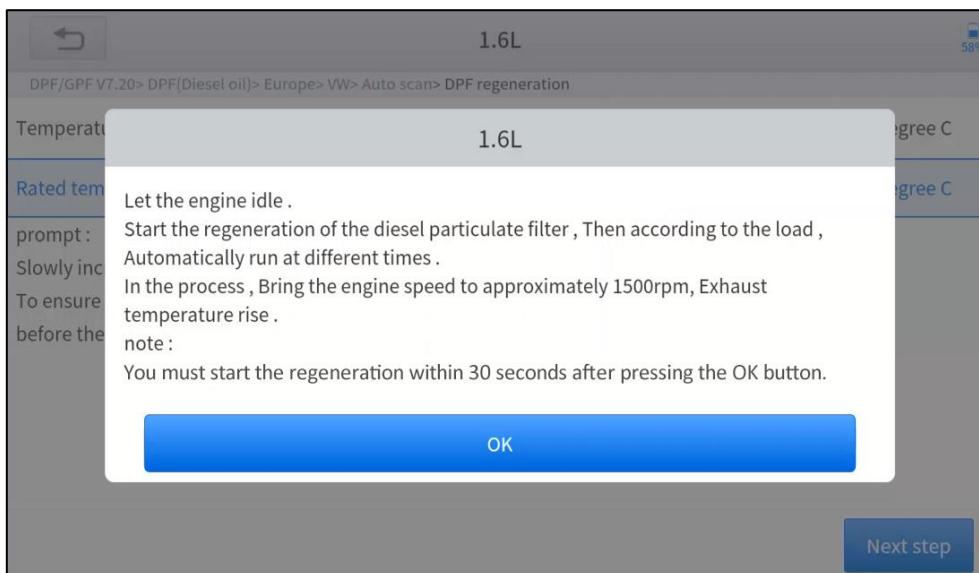 1.6L
58%
DPF/GPF V7.20> DPF(Diesel oil)> Europe> VW> Auto scan> DPF regeneration
egree C
1.6L
Rated tem
egree C
Let the engine idle .
Start the regeneration of the diesel particulate filter , Then according to the load ,
Automatically run at different times .
In the process , Bring the engine speed to approximately 1500rpm, Exhaust
temperature rise .
note :
You must start the regeneration within 30 seconds after pressing the OK button.
prompt :
Slowly inc
To ensure
before the
OK
Next step